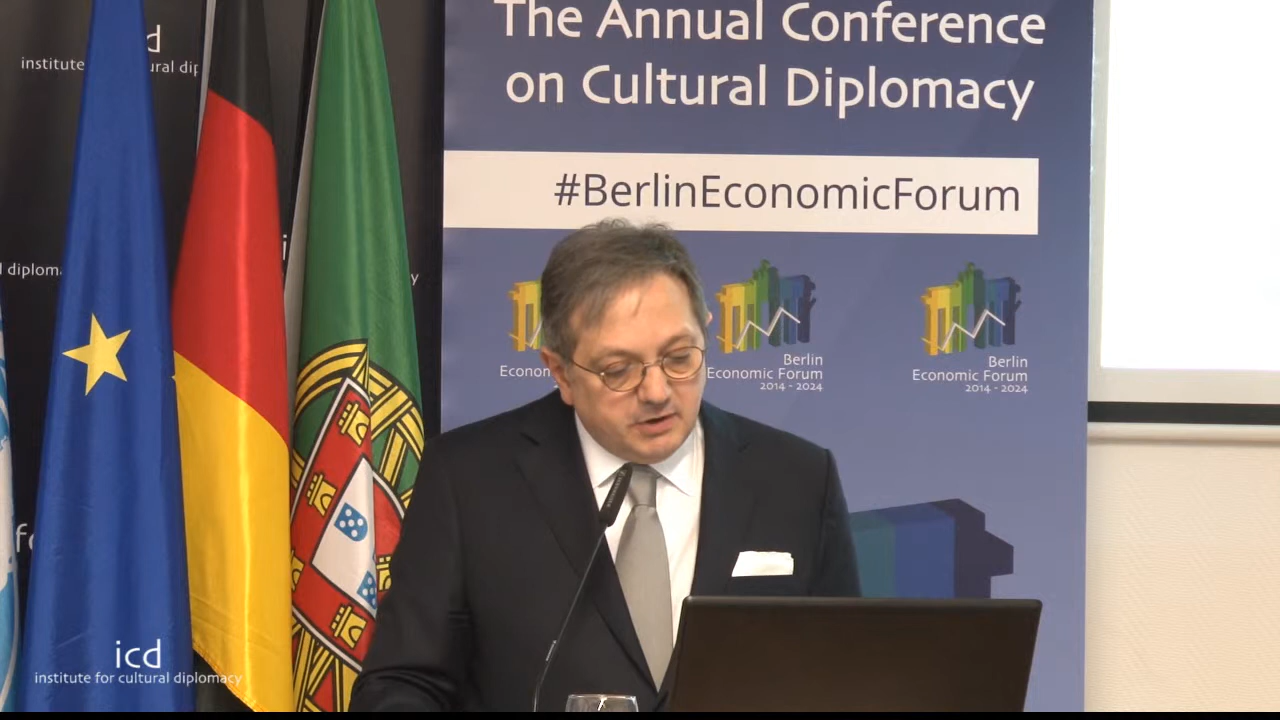 The Annual Conference
on Cultural Diplomacy
#BerlinEconomicForum
icd
institute for cultural diplomacy
Berlin
Economic Forum
2014 - 2024
Berlin
Economic Forum
2014 - 2024
institute